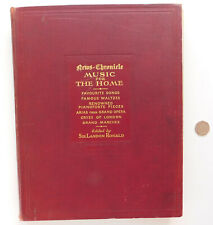 News-Chronicle
MUSIC
FOR
THE HOME
FAVOURITE SONGS
FAMOUS WALTZES
RENOWNED
PIANOFORTE PIECES
ARIAS FROM GRAND OPERA
CRIES OF LONDON
GRAND MARCHES
Edited by
SIR LANDON RONALD